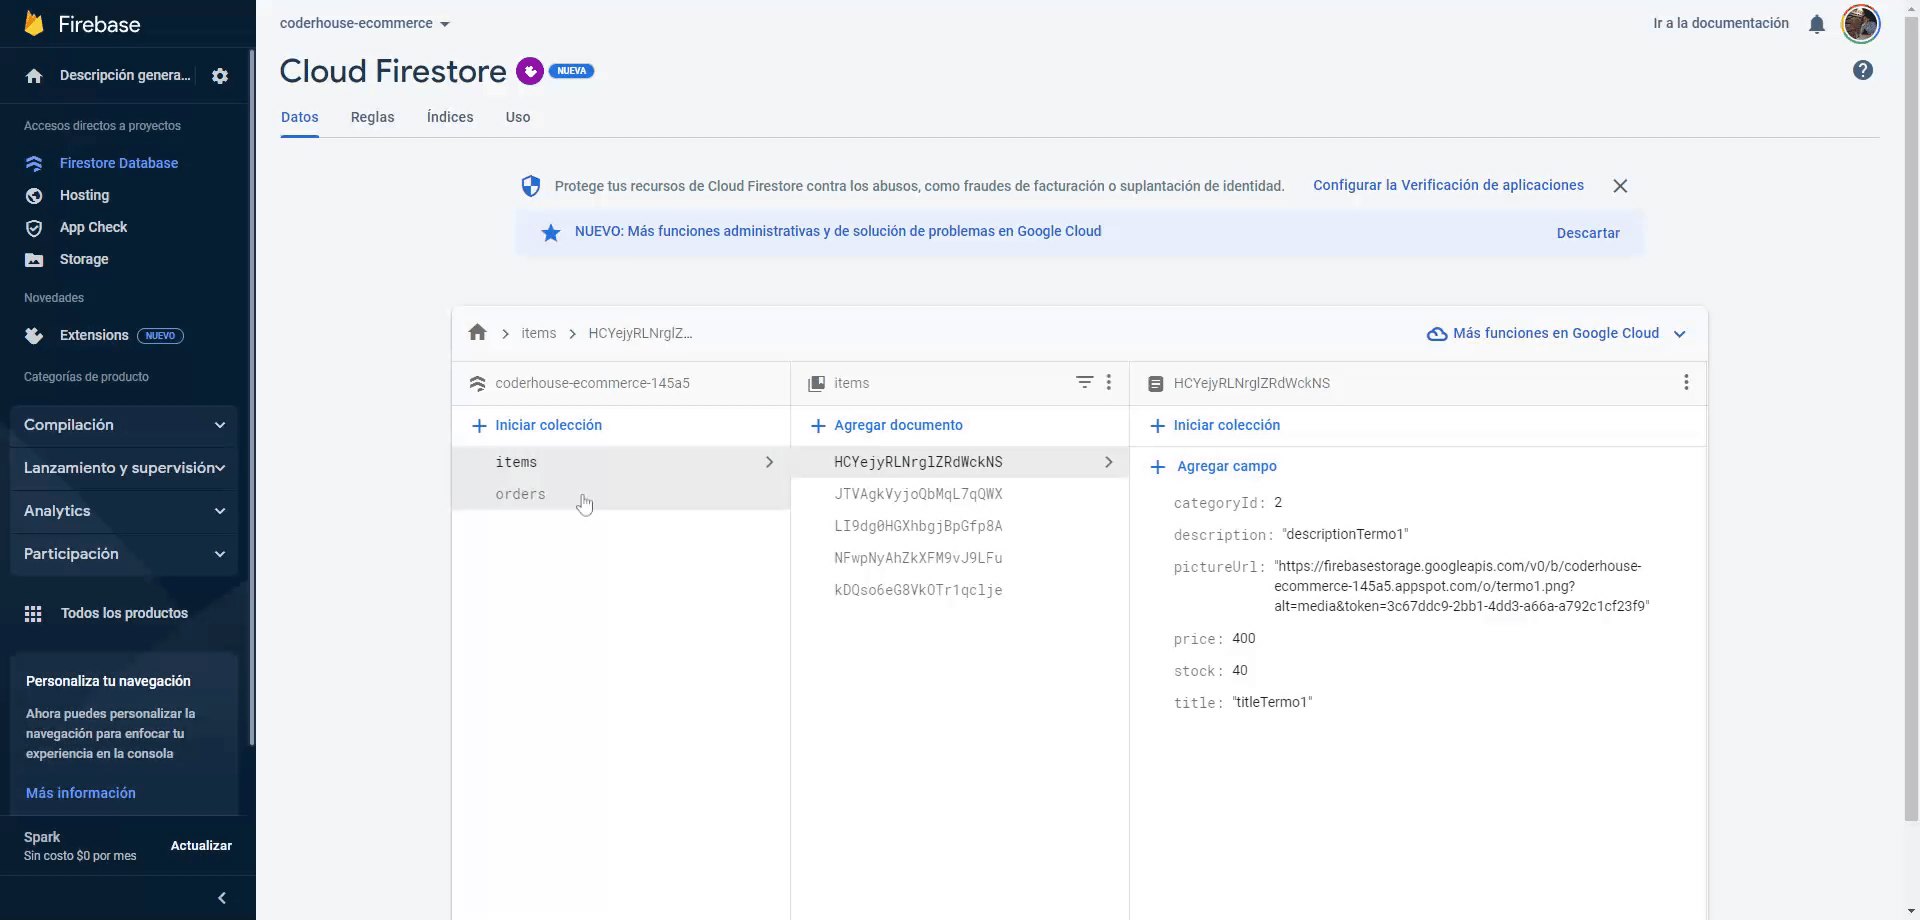 Firebase
coderhouse-ecommerce
Ir a la documentación
Cloud Firestore NUEVA
Descripción genera...
Datos Reglas Índices Uso
Accesos directos a proyectos
Firestore Database
Hosting
App Check
Storage
Novedades
Extensions NUEVO
Categorías de producto
Compilación
Lanzamiento y supervisión
Analytics
Participación
Todos los productos
Personaliza tu navegación
Ahora puedes personalizar la
navegación para enfocar tu
experiencia en la consola
Más información
Spark
Sin costo $0 por mes
Actualizar
Protege tus recursos de Cloud Firestore contra los abusos, como fraudes de facturación o suplantación de identidad. Configurar la Verificación de aplicaciones
NUEVO: Más funciones administrativas y de solución de problemas en Google Cloud Descartar
items HCYejyRLNrglZ... Más funciones en Google Cloud
coderhouse-ecommerce-145a5
Iniciar colección
items
orders
items
Agregar documento
HCYejyRLNrglZRdWckNS
JTVAgkVyjoQbMqL7qQWX
LI9dg0HGXhbgjBpGfp8A
NFwpNyAhZkXFM9vJ9LFu
kDQso6eG8VkOTr1qclje
HCYejyRLNrglZRdWckNS
Iniciar colección
Agregar campo
categoryId: 2
description: "descriptionTermo1"
pictureUrl: "https://firebasestorage.googleapis.com/v0/b/coderhouse-
ecommerce-145a5.appspot.com/o/termo1.png?
alt=media&token=3c67ddc9-2bb1-4dd3-a66a-a792c1cf23f9"
price: 400
stock: 40
title: "titleTermo1"